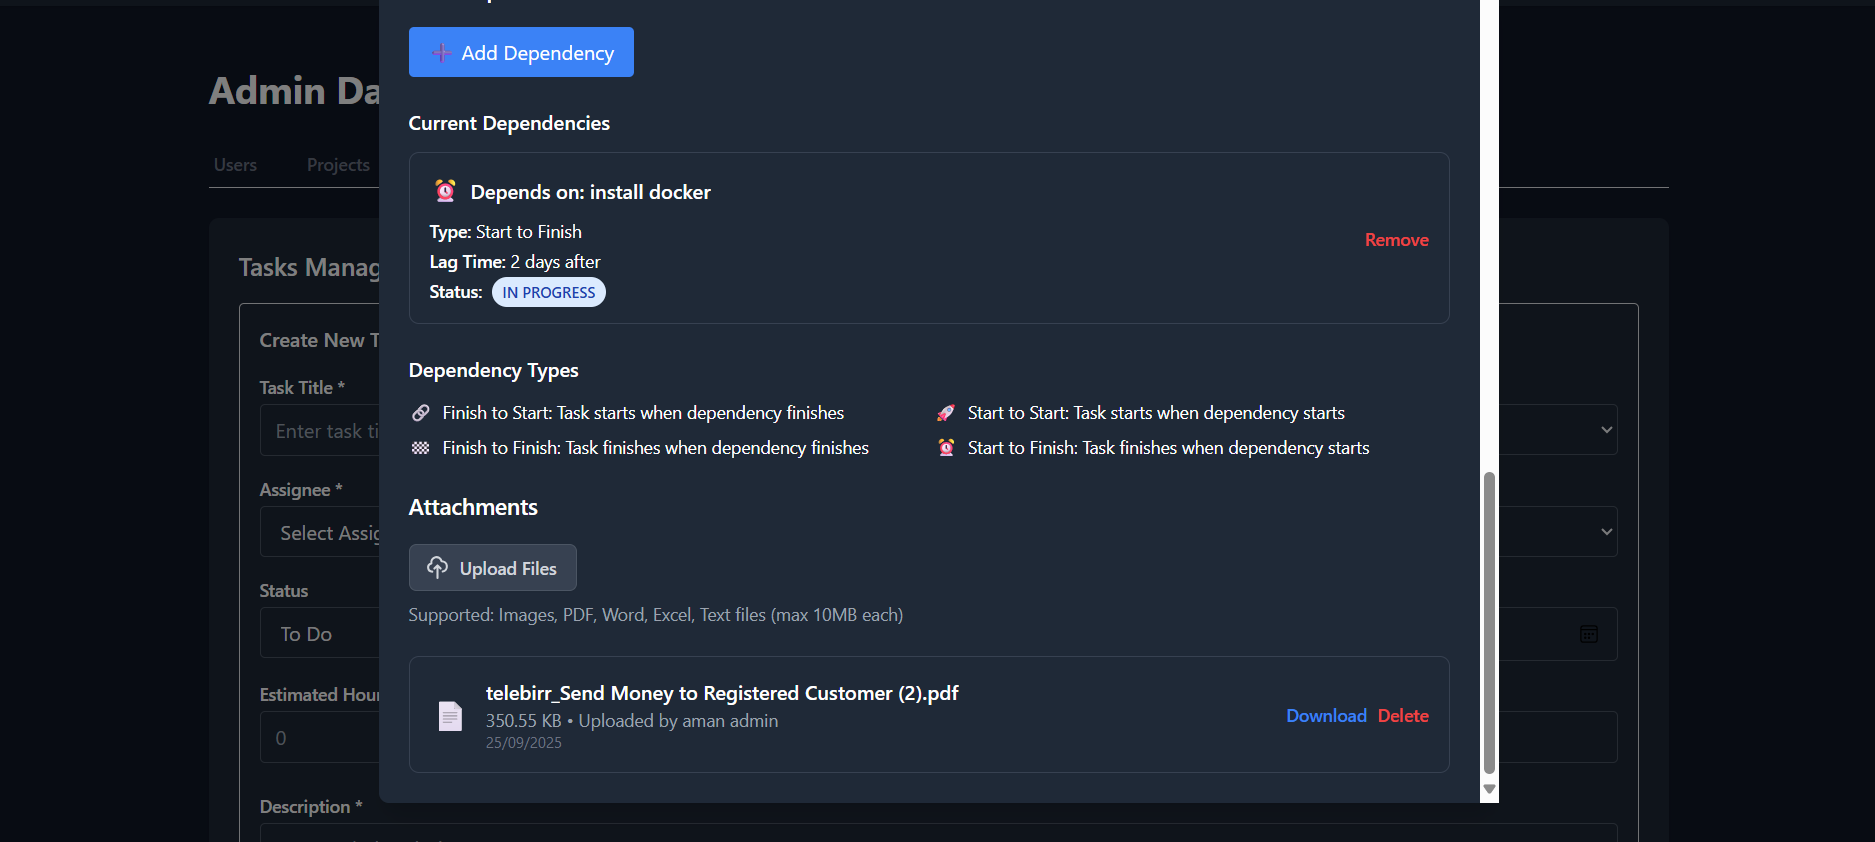 Add Dependency
Current Dependencies
Depends on: install docker
Type: Start to Finish
Lag Time: 2 days after
Status: IN PROGRESS
Remove
Dependency Types
Finish to Start: Task starts when dependency finishes
Start to Start: Task starts when dependency starts
Finish to Finish: Task finishes when dependency finishes
Start to Finish: Task finishes when dependency starts
Attachments
Upload Files
Supported: Images, PDF, Word, Excel, Text files (max 10MB each)
telebirr_Send Money to Registered Customer (2).pdf
350.55 KB • Uploaded by aman admin
25/09/2025
Download Delete
Admin Da
Users Projects
Tasks Manag
Create New T
Task Title *
Enter task ti
Assignee *
Select Assig
Status
To Do
Estimated Hour
0
Description *